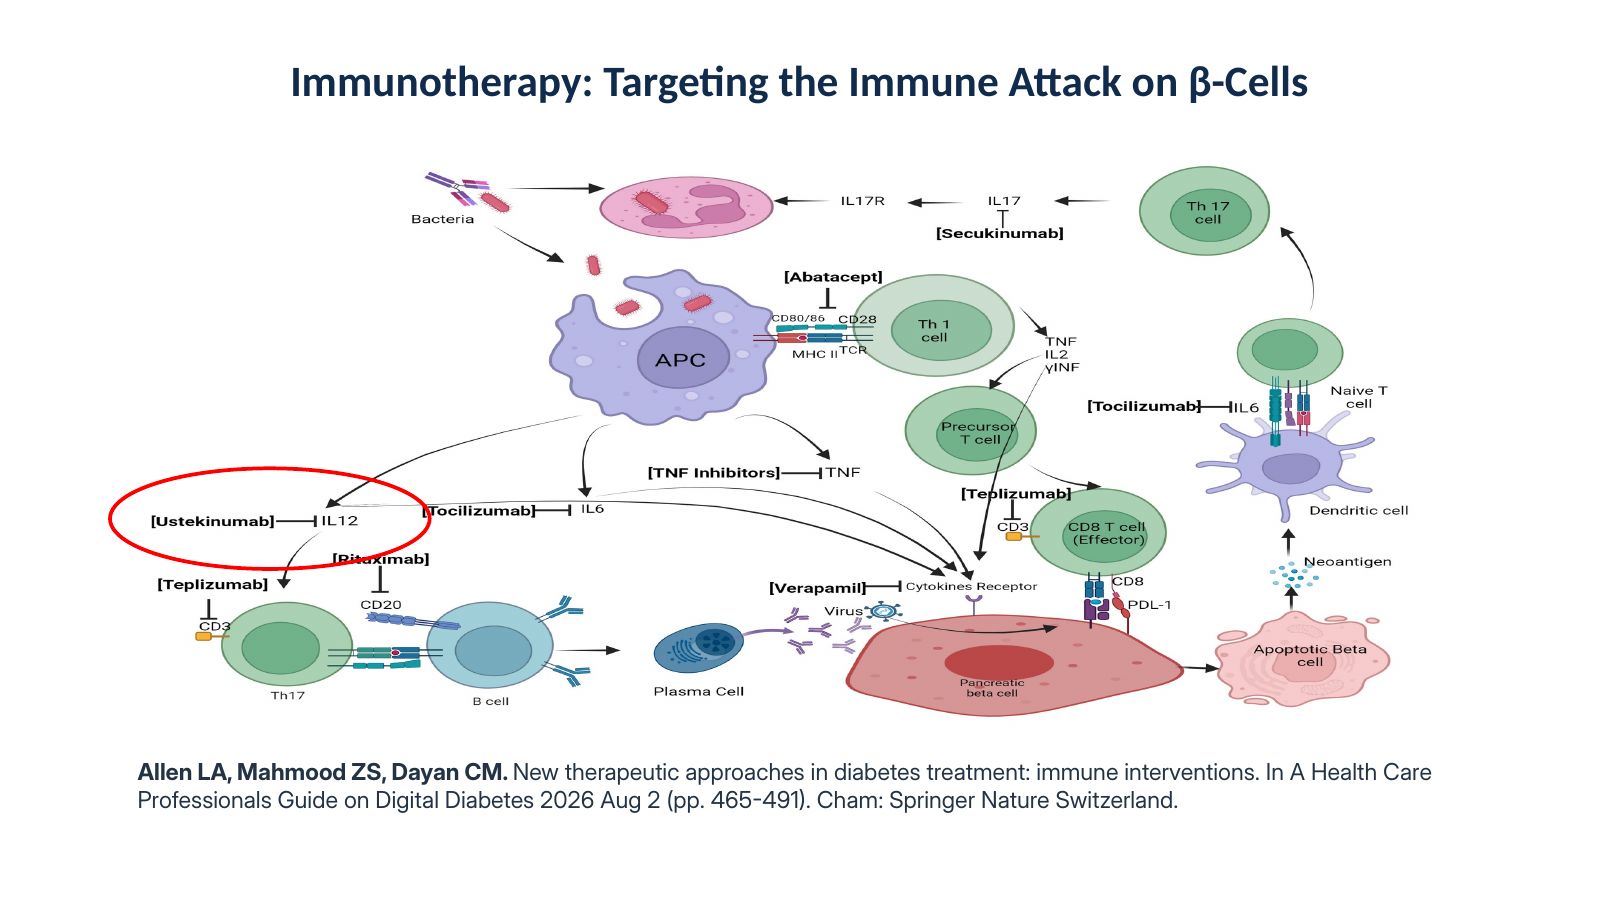 Immunotherapy: Targeting the Immune Attack on β-Cells
Bacteria
IL17R
IL17
[Secukinumab]
Th 17
cell
[Abatacept]
CD80/86
CD28
MHC II
TCR
Th 1
cell
APC
TNF
IL2
γINF
Precursor
T cell
[Tocilizumab]
IL6
Naive T
cell
[TNF Inhibitors]
TNF
[Teplizumab]
CD3
CD8 T cell
(Effector)
Dendritic cell
[Ustekinumab]
IL12
[Tocilizumab]
IL6
[Rituximab]
CD20
[Teplizumab]
CD3
Th17
B cell
Plasma Cell
[Verapamil]
Cytokines Receptor
Virus
CD8
PDL-1
Neoantigen
Pancreatic
beta cell
Apoptotic Beta
cell
Allen LA, Mahmood ZS, Dayan CM. New therapeutic approaches in diabetes treatment: immune interventions. In A Health Care
Professionals Guide on Digital Diabetes 2026 Aug 2 (pp. 465-491). Cham: Springer Nature Switzerland.